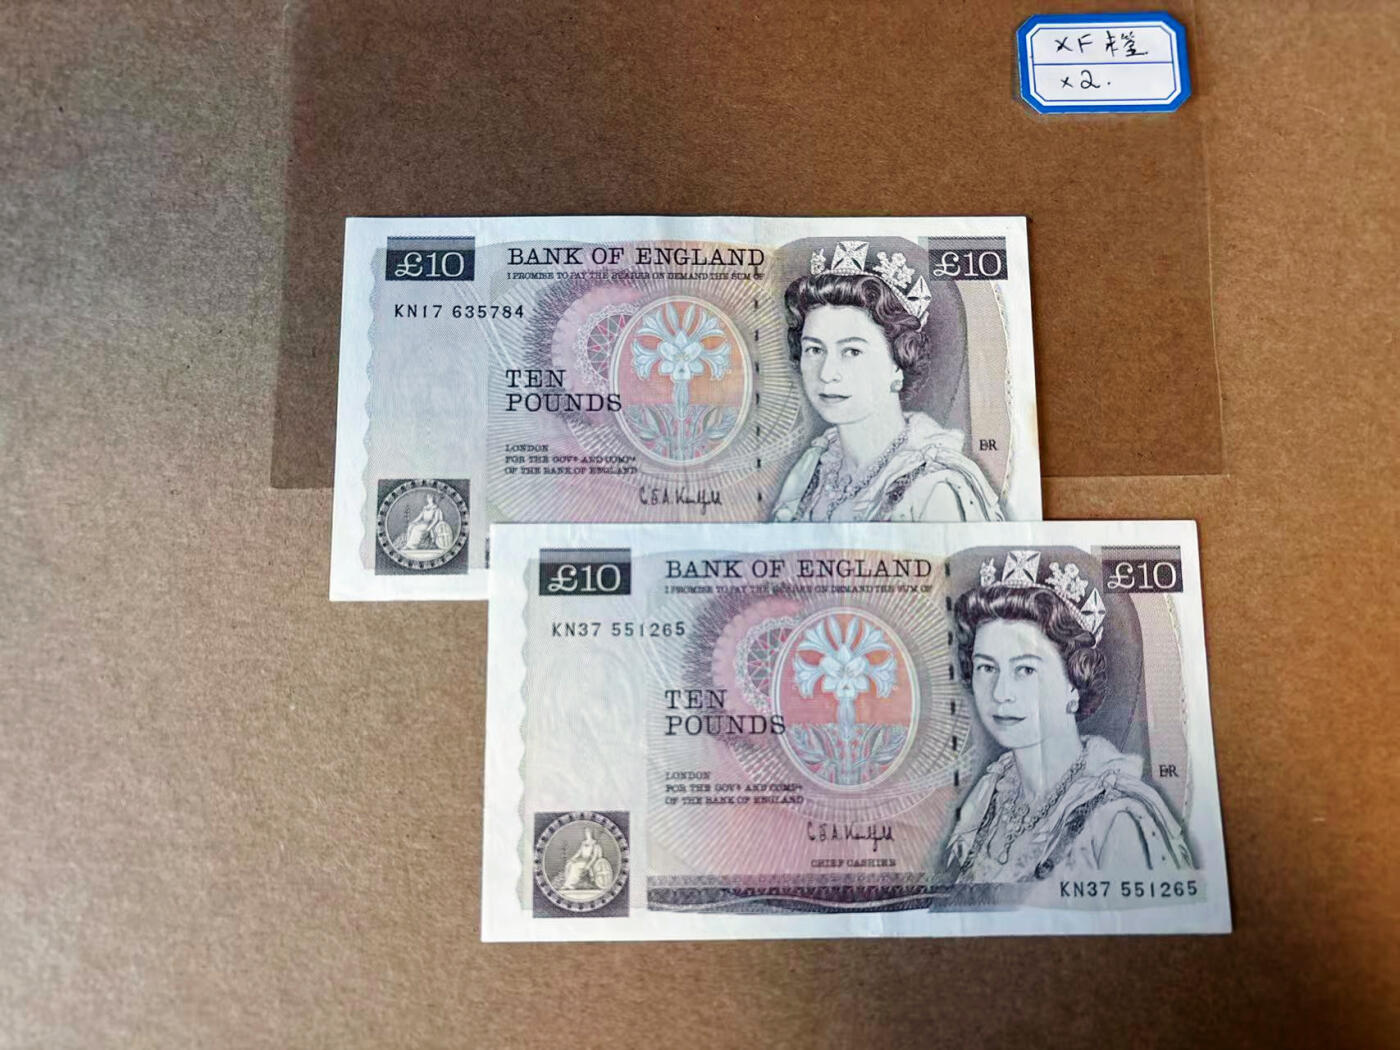 XF 橙
x2.
£10
BANK OF ENGLAND
£10
I PROMISE TO PAY THE BEARER ON DEMAND THE SUM OF
KN17 635784
TEN
POUNDS
LONDON
FOR THE GOVR AND COMPA
OF THE BANK OF ENGLAND
E·R
£10
BANK OF ENGLAND
£10
I PROMISE TO PAY THE BEARER ON DEMAND THE SUM OF
KN37 551265
TEN
POUNDS
LONDON
FOR THE GOVR AND COMPA
OF THE BANK OF ENGLAND
E·R
CHIEF CASHIER
KN37 551265